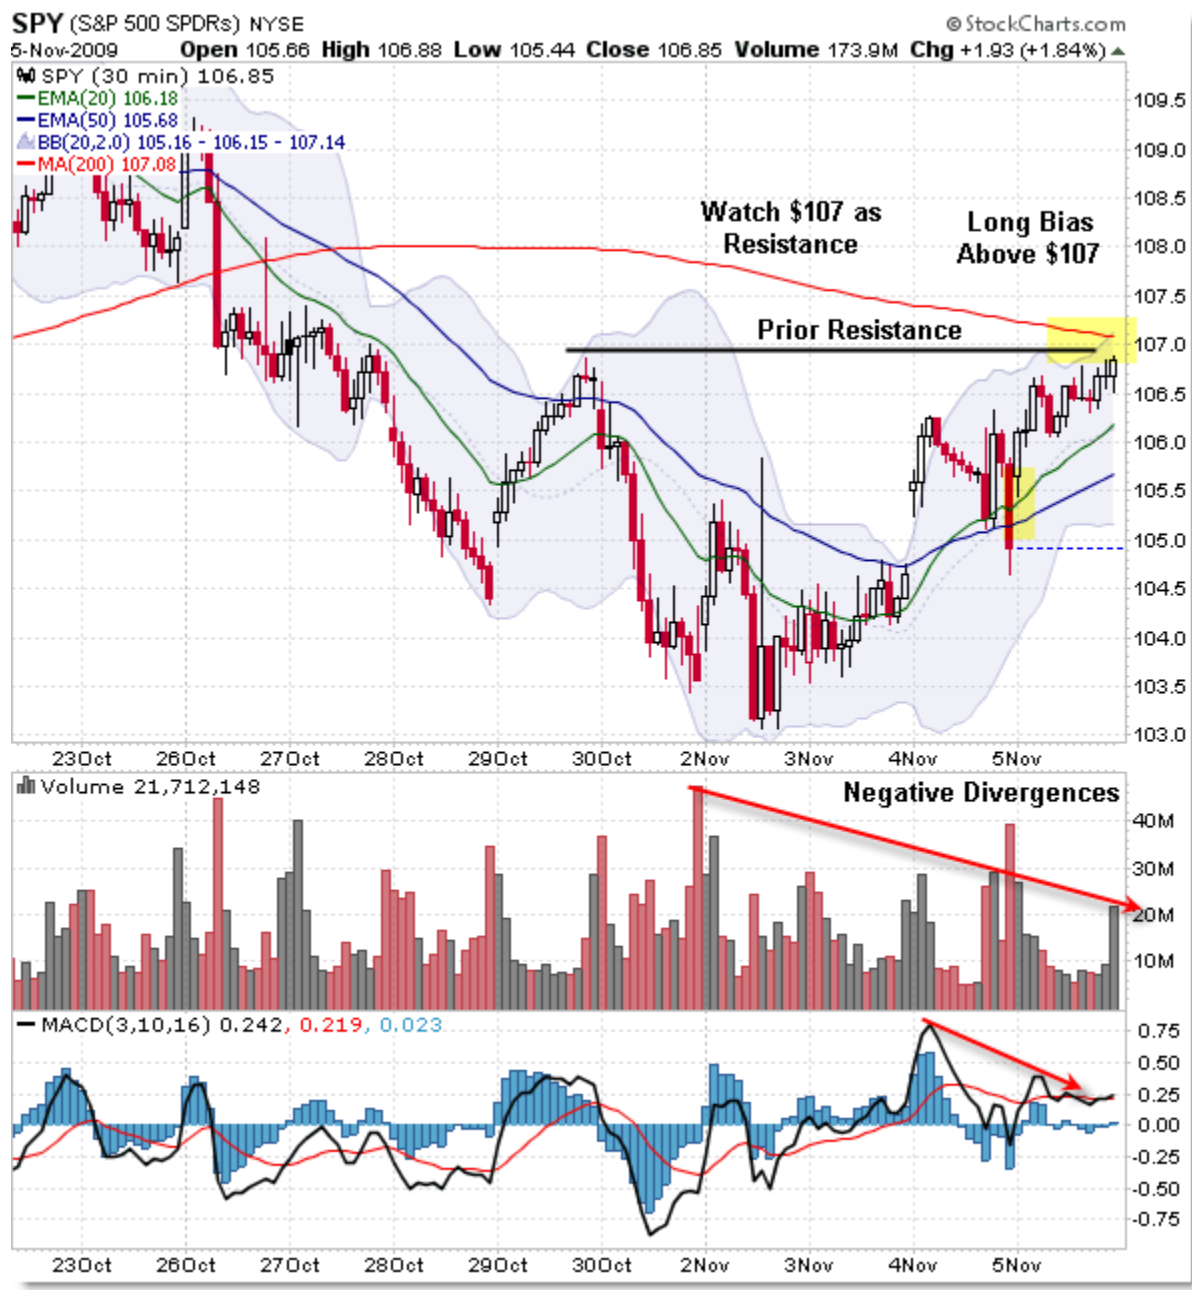 SPY (S&P 500 SPDRs) NYSE © StockCharts.com
5-Nov-2009 Open 105.66 High 106.88 Low 105.44 Close 106.85 Volume 173.9M Chg +1.93 (+1.84%)
SPY (30 min) 106.85
EMA(20) 106.18
EMA(50) 105.68
BB(20,2.0) 105.16 - 106.15 - 107.14
MA(200) 107.08
Watch $107 as
Resistance
Long Bias
Above $107
Prior Resistance
109.5
109.0
108.5
108.0
107.5
107.0
106.5
106.0
105.5
105.0
104.5
104.0
103.5
103.0
23Oct 26Oct 27Oct 28Oct 29Oct 30Oct 2Nov 3Nov 4Nov 5Nov
Volume 21,712,148
Negative Divergences
40M
30M
20M
10M
MACD(3,10,16) 0.242, 0.219, 0.023
0.75
0.50
0.25
0.00
-0.25
-0.50
-0.75
23Oct 26Oct 27Oct 28Oct 29Oct 30Oct 2Nov 3Nov 4Nov 5Nov